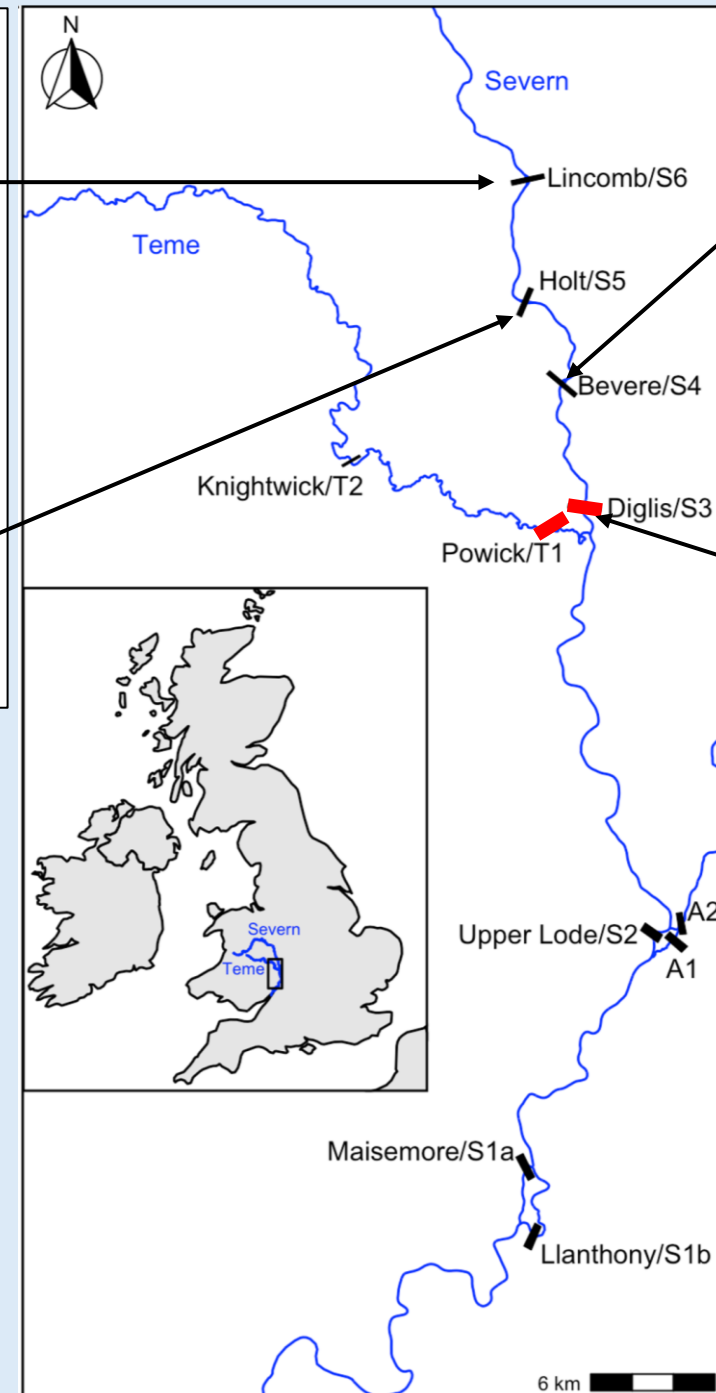 N
Severn
Lincomb/S6
Teme
Holt/S5
Bevere/S4
Knightwick/T2
Diglis/S3
Powick/T1
Severn
Teme
A2
Upper Lode/S2
A1
Maisemore/S1a
Llanthony/S1b
6 km